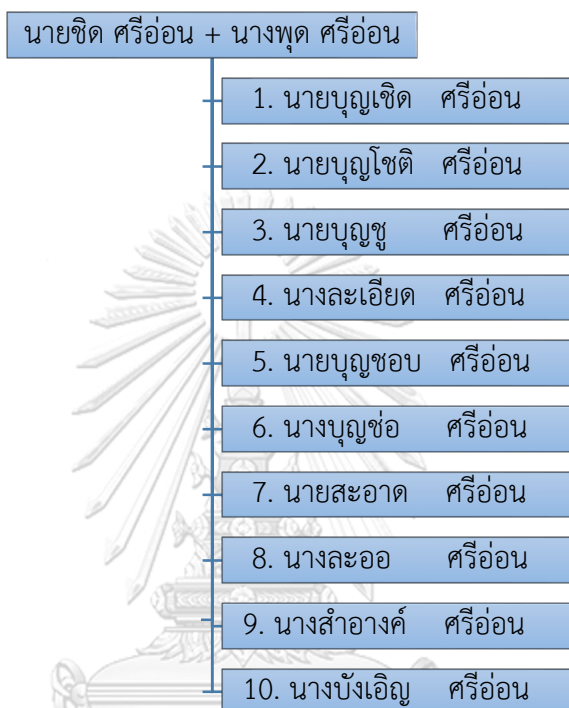 นายชิด ศรีอ่อน + นางพุด ศรีอ่อน
1. นายบุญเชิด ศรีอ่อน
2. นายบุญโชติ ศรีอ่อน
3. นายบุญชู ศรีอ่อน
4. นางละเอียด ศรีอ่อน
5. นายบุญชอบ ศรีอ่อน
6. นางบุญช่อ ศรีอ่อน
7. นายสะอาด ศรีอ่อน
8. นางละออ ศรีอ่อน
9. นางสำอางค์ ศรีอ่อน
10. นางบังเอิญ ศรีอ่อน